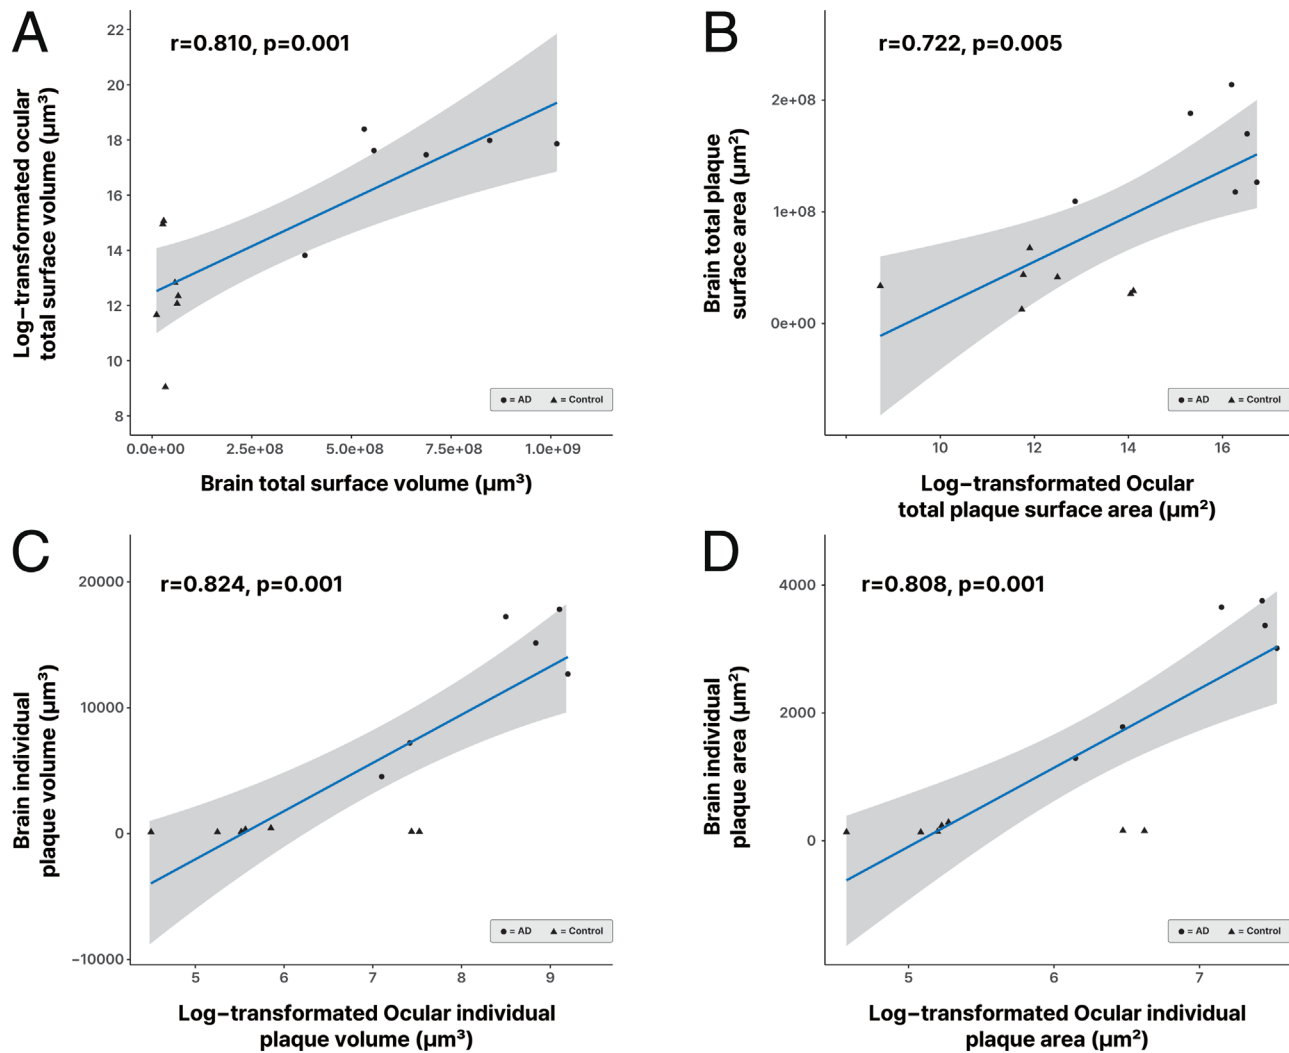 A
r=0.810, p=0.001
Log-transformed ocular
total surface volume (µm³)
22
20
18
16
14
12
10
8
● = AD ▲ = Control
0.0e+00 2.5e+08 5.0e+08 7.5e+08 1.0e+09
Brain total surface volume (µm³)
B
r=0.722, p=0.005
Brain total plaque
surface area (µm²)
2e+08
1e+08
0e+00
● = AD ▲ = Control
10 12 14 16
Log-transformated Ocular
total plaque surface area (µm²)
C
r=0.824, p=0.001
Brain individual
plaque volume (µm³)
20000
10000
0
-10000
● = AD ▲ = Control
5 6 7 8 9
Log-transformated Ocular individual
plaque volume (µm³)
D
r=0.808, p=0.001
Brain individual
plaque area (µm²)
4000
2000
0
● = AD ▲ = Control
5 6 7
Log-transformated Ocular individual
plaque area (µm²)